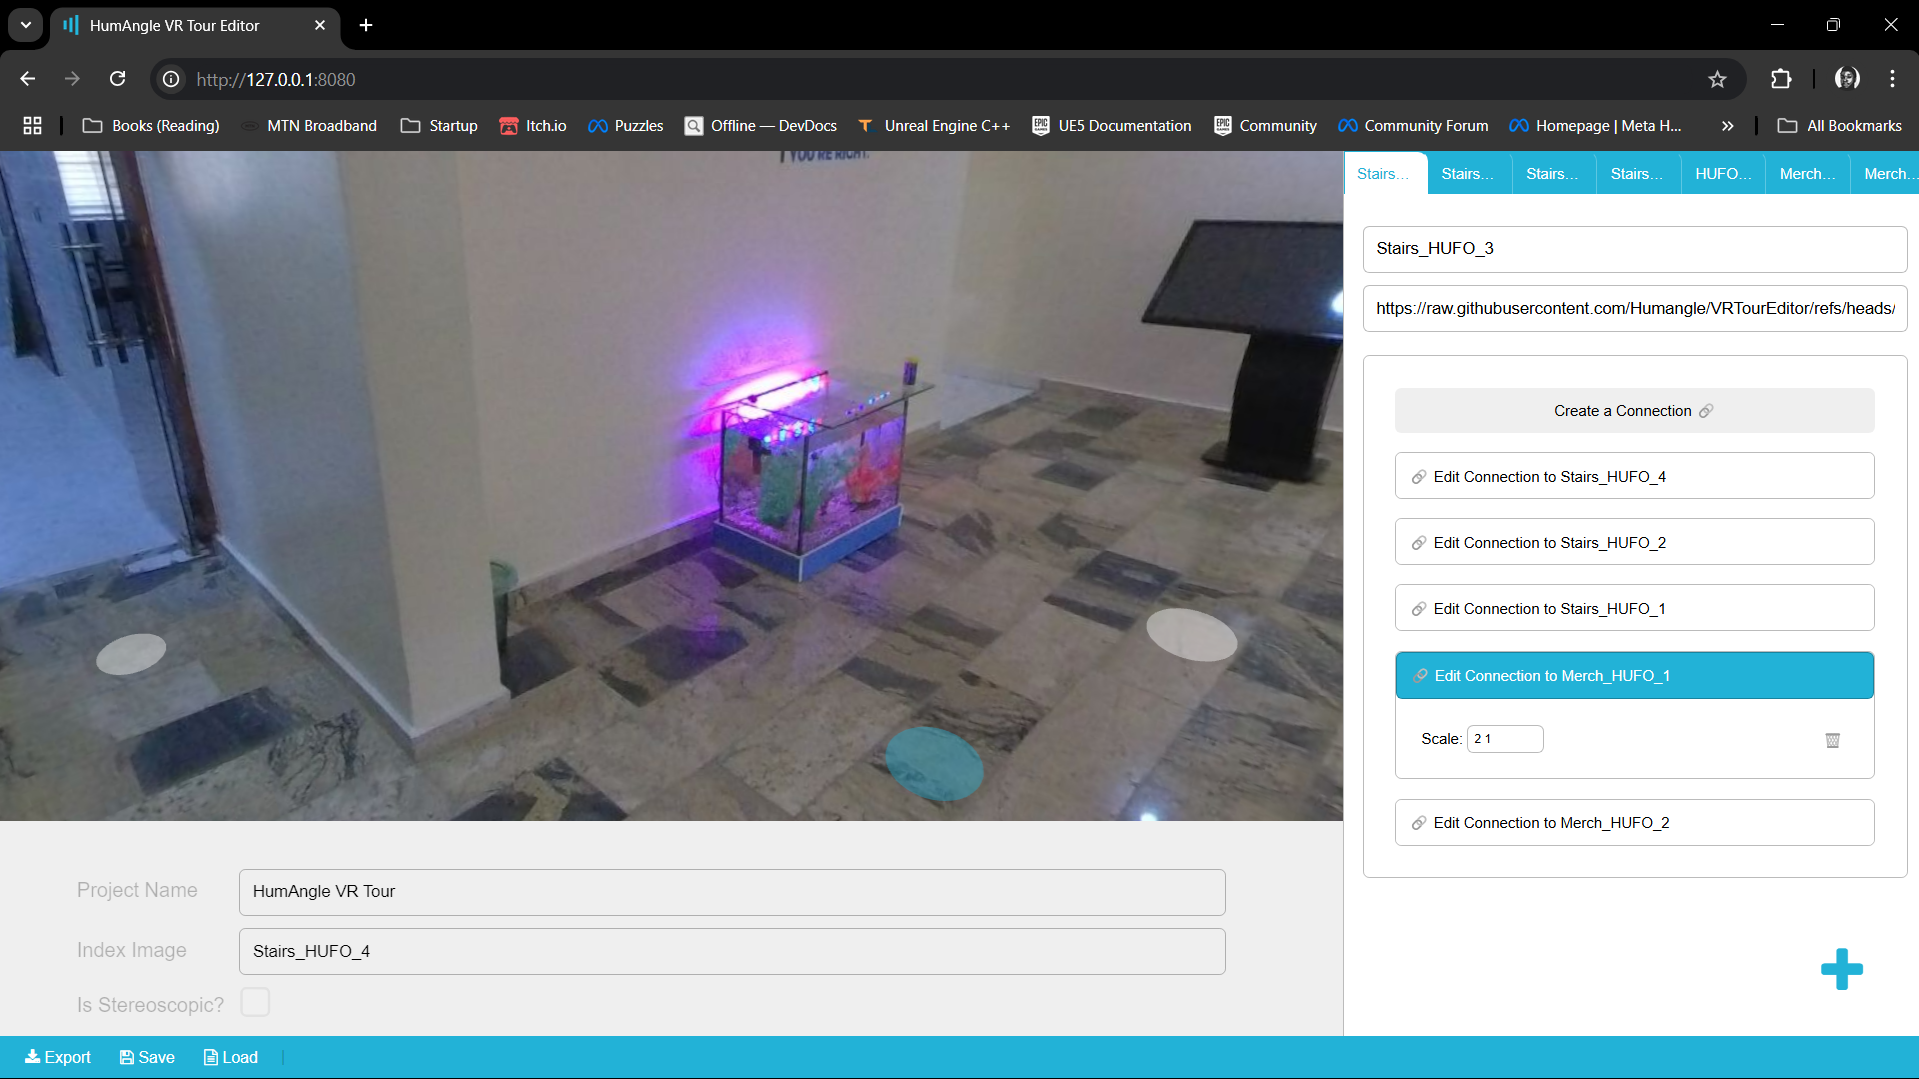 HumAngle VR Tour Editor
http://127.0.0.1:8080
Books (Reading)
MTN Broadband
Startup
Itch.io
Puzzles
Offline — DevDocs
Unreal Engine C++
UE5 Documentation
Community
Community Forum
Homepage | Meta H...
All Bookmarks
YOU'RE RIGHT.
Stairs...
Stairs...
Stairs...
Stairs...
HUFO...
Merch...
Merch...
Stairs_HUFO_3
https://raw.githubusercontent.com/Humangle/VRTourEditor/refs/heads/
Create a Connection
Edit Connection to Stairs_HUFO_4
Edit Connection to Stairs_HUFO_2
Edit Connection to Stairs_HUFO_1
Edit Connection to Merch_HUFO_1
Scale: 2 1
Edit Connection to Merch_HUFO_2
Project Name
HumAngle VR Tour
Index Image
Stairs_HUFO_4
Is Stereoscopic?
Export
Save
Load